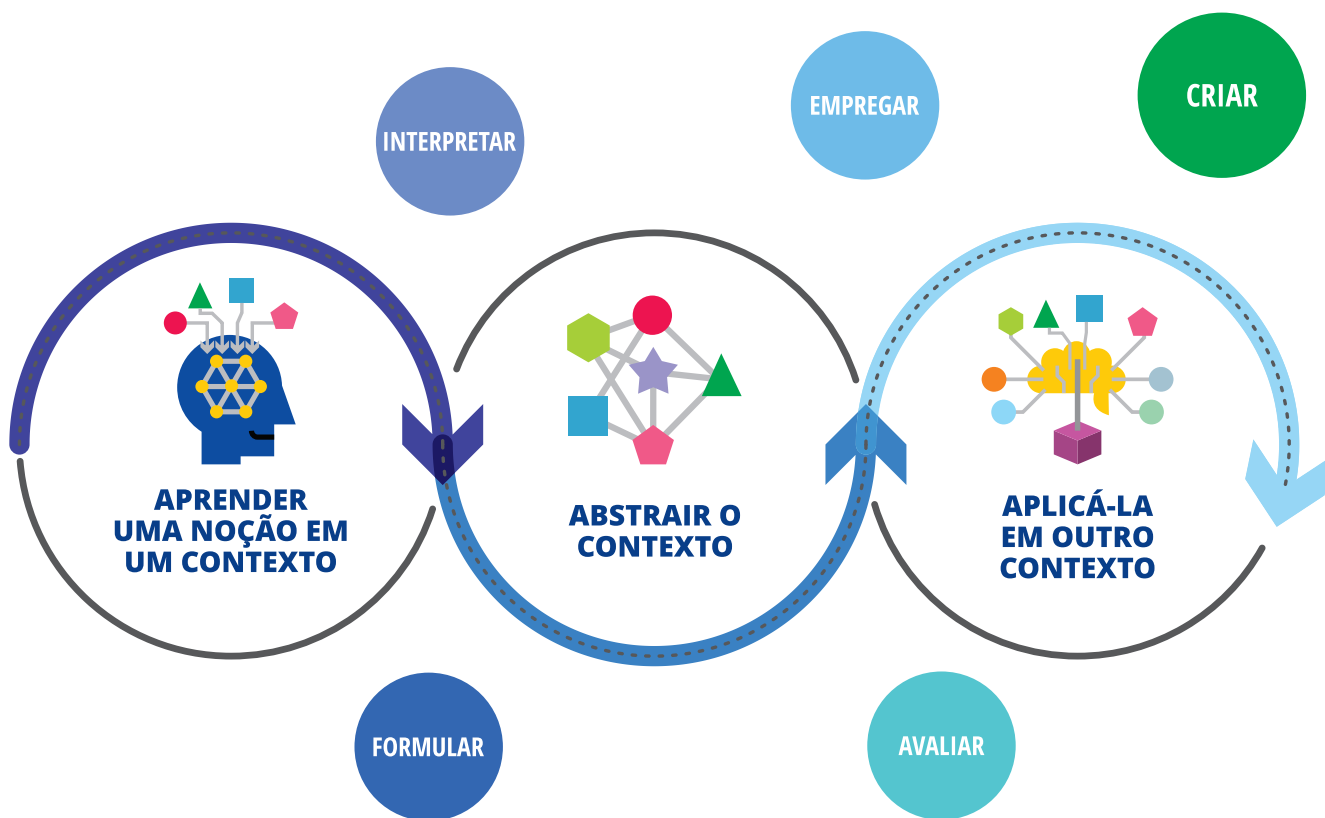 INTERPRETAR
EMPREGAR
CRIAR
APRENDER
UMA NOÇÃO EM
UM CONTEXTO
ABSTRAIR O
CONTEXTO
APLICÁ-LA
EM OUTRO
CONTEXTO
FORMULAR
AVALIAR